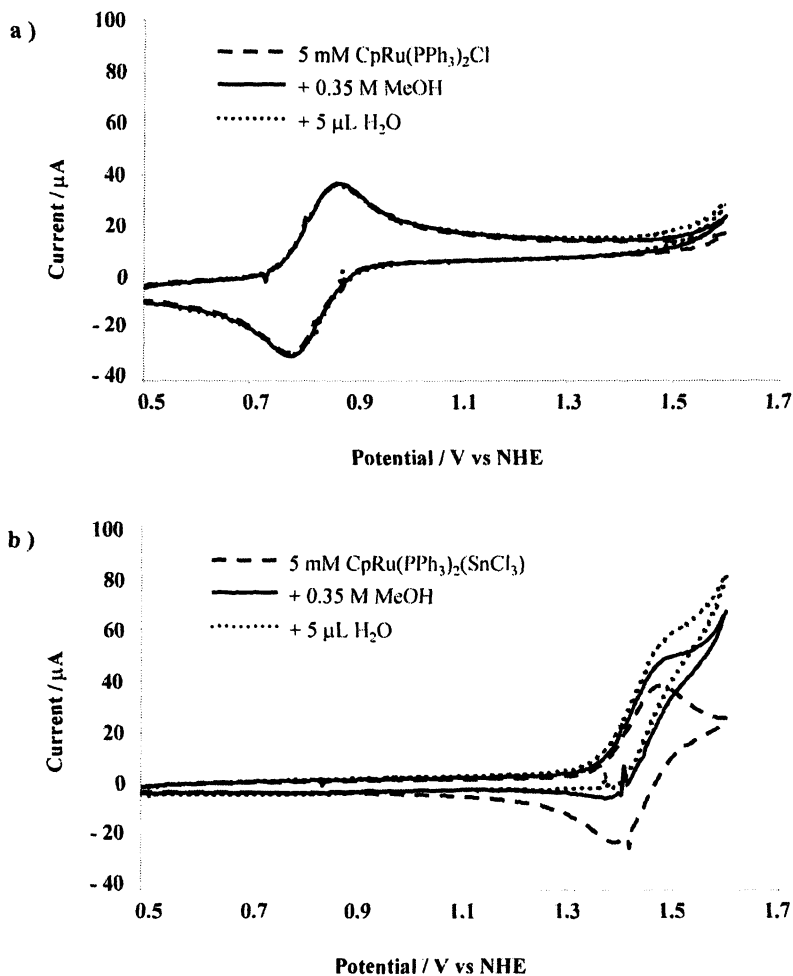 a )
100
80
60
40
20
0
- 20
- 40
Current / µA
5 mM CpRu(PPh3)2Cl
+ 0.35 M MeOH
+ 5 µL H2O
0.5 0.7 0.9 1.1 1.3 1.5 1.7
Potential / V vs NHE
b )
100
80
60
40
20
0
- 20
- 40
Current / µA
5 mM CpRu(PPh3)2(SnCl3)
+ 0.35 M MeOH
+ 5 µL H2O
0.5 0.7 0.9 1.1 1.3 1.5 1.7
Potential / V vs NHE